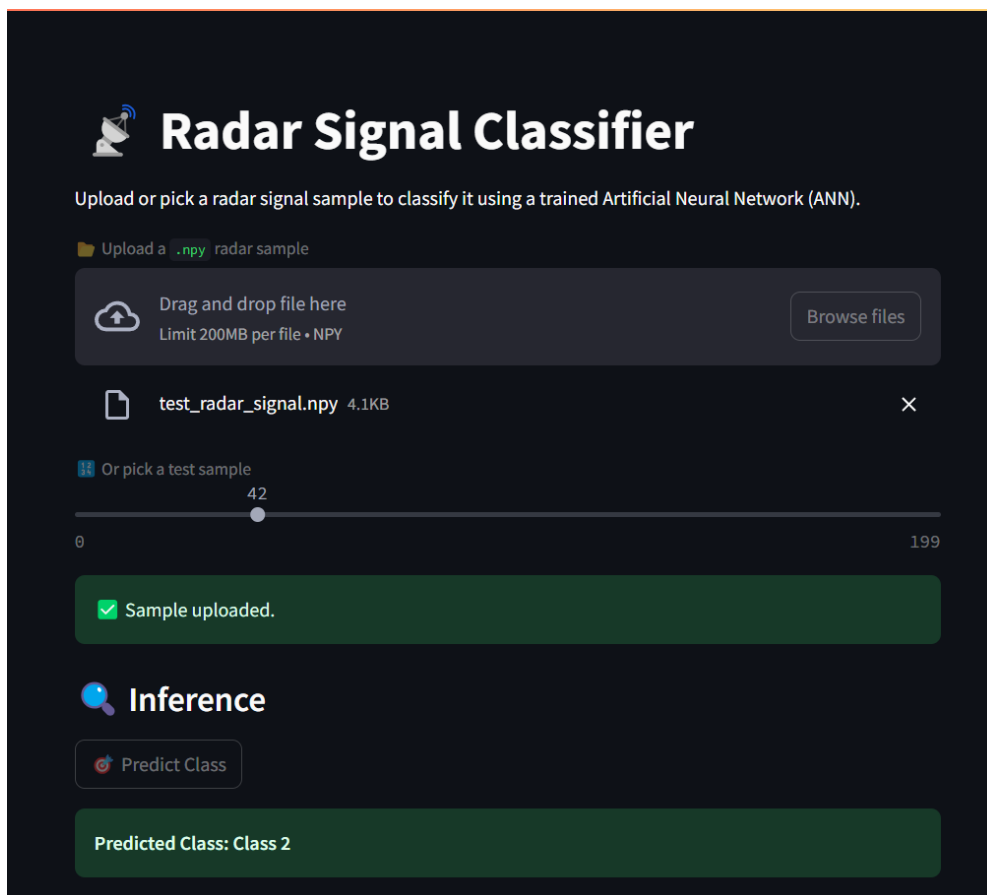 Radar Signal Classifier
Upload or pick a radar signal sample to classify it using a trained Artificial Neural Network (ANN).
Upload a .npy radar sample
Drag and drop file here
Limit 200MB per file • NPY
Browse files
test_radar_signal.npy 4.1KB
Or pick a test sample
42
0 199
Sample uploaded.
Inference
Predict Class
Predicted Class: Class 2